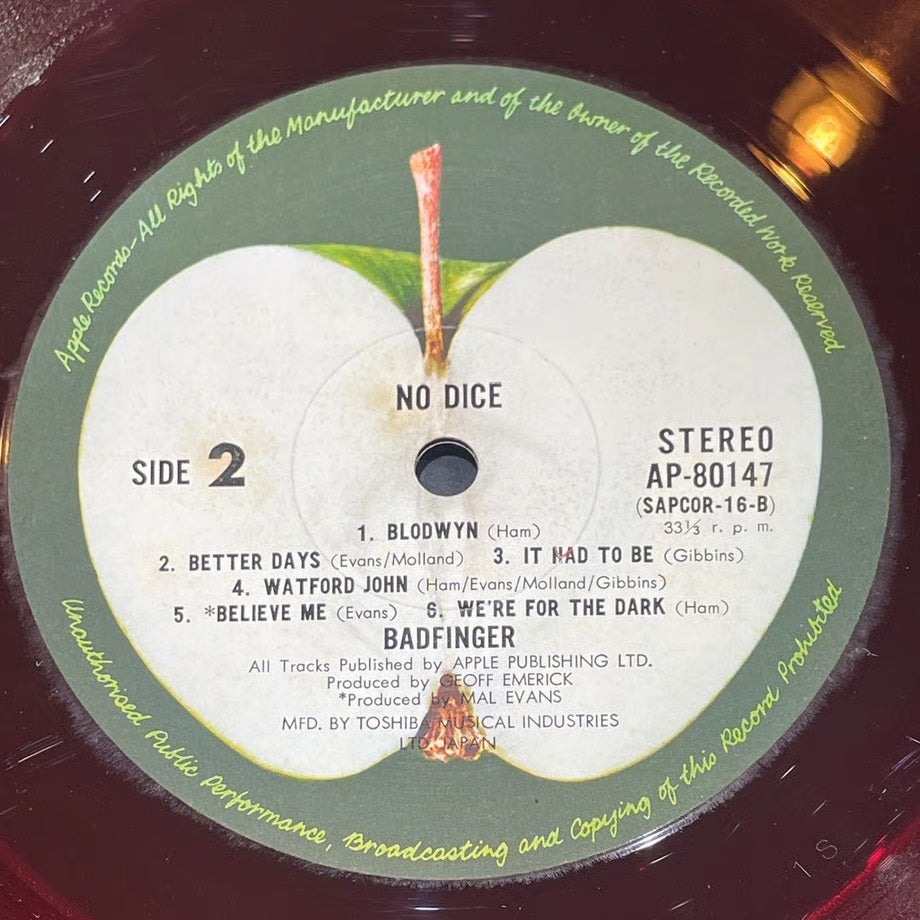 Apple Records-All Rights of the Manufacturer and of the Owner of the Recorded Work Reserved
NO DICE
SIDE 2
STEREO
AP-80147
(SAPCOR-16-B)
33⅓ r. p. m.
1. BLODWYN (Ham)
2. BETTER DAYS (Evans/Molland) 3. IT HAD TO BE (Gibbins)
4. WATFORD JOHN (Ham/Evans/Molland/Gibbins)
5. *BELIEVE ME (Evans) 6. WE'RE FOR THE DARK (Ham)
BADFINGER
All Tracks Published by APPLE PUBLISHING LTD.
Produced by GEOFF EMERICK
*Produced by MAL EVANS
MFD. BY TOSHIBA MUSICAL INDUSTRIES
LTD. JAPAN
Unauthorised Public Performance, Broadcasting and Copying of this Record Prohibited
1S